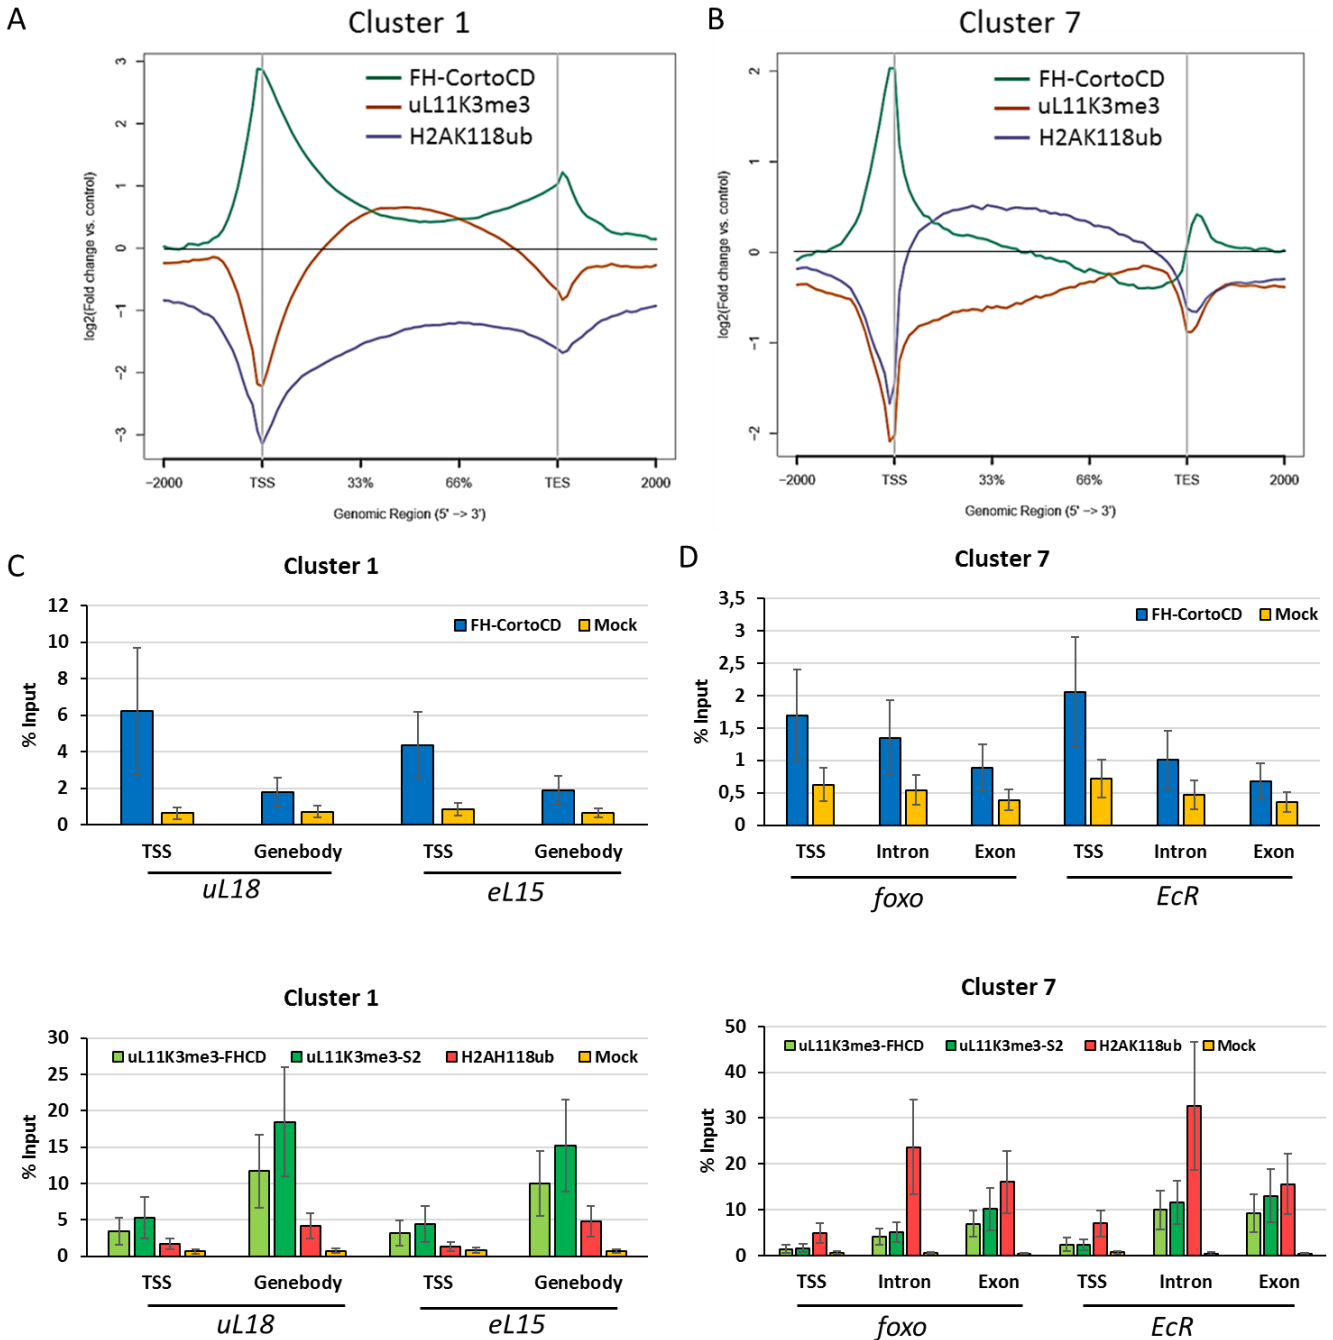 A
Cluster 1
FH-CortoCD
uL11K3me3
H2AK118ub
log2(Fold change vs. control)
3
2
1
0
−1
−2
−3
−2000
TSS
33%
66%
TES
2000
Genomic Region (5' −> 3')
B
Cluster 7
FH-CortoCD
uL11K3me3
H2AK118ub
log2(Fold change vs. control)
2
1
0
−1
−2
−2000
TSS
33%
66%
TES
2000
Genomic Region (5' −> 3')
C
Cluster 1
FH-CortoCD Mock
% Input
12
10
8
6
4
2
0
TSS Genebody TSS Genebody
uL18 eL15
D
Cluster 7
FH-CortoCD Mock
% Input
3,5
3
2,5
2
1,5
1
0,5
0
TSS Intron Exon TSS Intron Exon
foxo EcR
Cluster 1
uL11K3me3-FHCD uL11K3me3-S2 H2AH118ub Mock
% Input
30
25
20
15
10
5
0
TSS Genebody TSS Genebody
uL18 eL15
Cluster 7
uL11K3me3-FHCD uL11K3me3-S2 H2AK118ub Mock
% Input
50
40
30
20
10
0
TSS Intron Exon TSS Intron Exon
foxo EcR